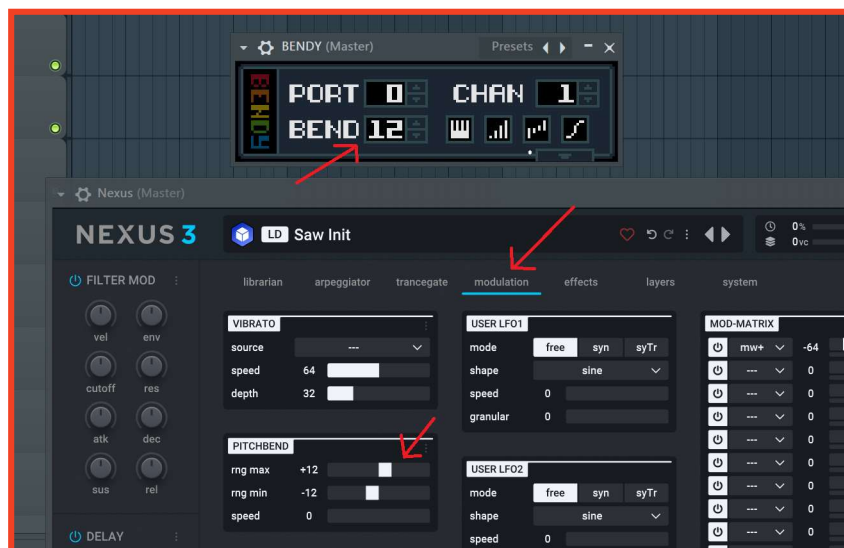 BENDY (Master) Presets
BENDY
PORT 0 CHAN 1
BEND 12
Nexus (Master)
NEXUS 3 LD Saw Init 0% 
0vc
FILTER MOD
librarian arpeggiator trancegate modulation effects layers system
vel env
cutoff res
atk dec
sus rel
DELAY
VIBRATO
source ---
speed 64
depth 32
PITCHBEND
rng max +12
rng min -12
speed 0
USER LFO1
mode free syn syTr
shape sine
speed 0
granular 0
USER LFO2
mode free syn syTr
shape sine
speed 0
MOD-MATRIX
mw+ -64
--- 0
--- 0
--- 0
--- 0
--- 0
--- 0
--- 0
--- 0